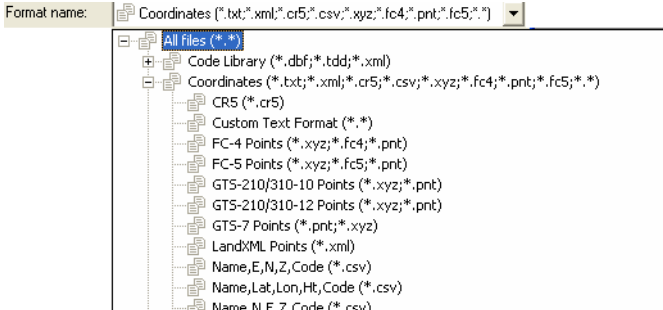 Format name: Coordinates (*.txt;*.xml;*.cr5;*.csv;*.xyz;*.fc4;*.pnt;*.fc5;*.*)
All files (*.*)
Code Library (*.dbf;*.tdd;*.xml)
Coordinates (*.txt;*.xml;*.cr5;*.csv;*.xyz;*.fc4;*.pnt;*.fc5;*.*)
CR5 (*.cr5)
Custom Text Format (*.*)
FC-4 Points (*.xyz;*.fc4;*.pnt)
FC-5 Points (*.xyz;*.fc5;*.pnt)
GTS-210/310-10 Points (*.xyz;*.pnt)
GTS-210/310-12 Points (*.xyz;*.pnt)
GTS-7 Points (*.pnt;*.xyz)
LandXML Points (*.xml)
Name,E,N,Z,Code (*.csv)
Name,Lat,Lon,Ht,Code (*.csv)
Name,N,E,Z,Code (*.csv)